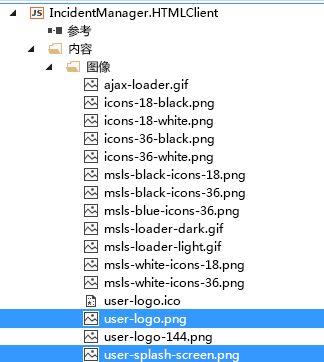 JS IncidentManager.HTMLClient
参考
内容
图像
ajax-loader.gif
icons-18-black.png
icons-18-white.png
icons-36-black.png
icons-36-white.png
msls-black-icons-18.png
msls-black-icons-36.png
msls-blue-icons-36.png
msls-loader-dark.gif
msls-loader-light.gif
msls-white-icons-18.png
msls-white-icons-36.png
user-logo.ico
user-logo.png
user-logo-144.png
user-splash-screen.png